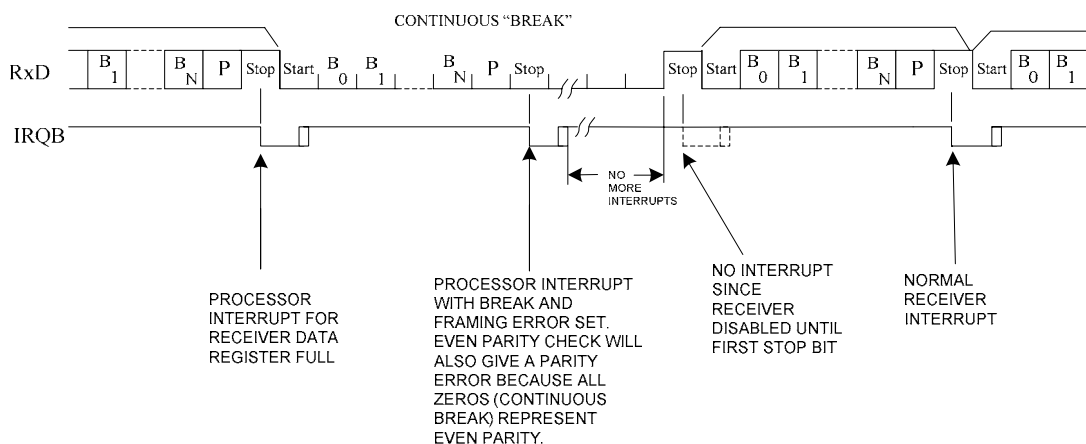 CONTINUOUS “BREAK”
RxD B1 BN P Stop Start B0 B1 BN P Stop Stop Start B0 B1 BN P Stop Start B0 B1
IRQB
NO
MORE
INTERRUPTS
PROCESSOR
INTERRUPT FOR
RECEIVER DATA
REGISTER FULL
PROCESSOR INTERRUPT
WITH BREAK AND
FRAMING ERROR SET.
EVEN PARITY CHECK WILL
ALSO GIVE A PARITY
ERROR BECAUSE ALL
ZEROS (CONTINUOUS
BREAK) REPRESENT
EVEN PARITY.
NO INTERRUPT
SINCE
RECEIVER
DISABLED UNTIL
FIRST STOP BIT
NORMAL
RECEIVER
INTERRUPT